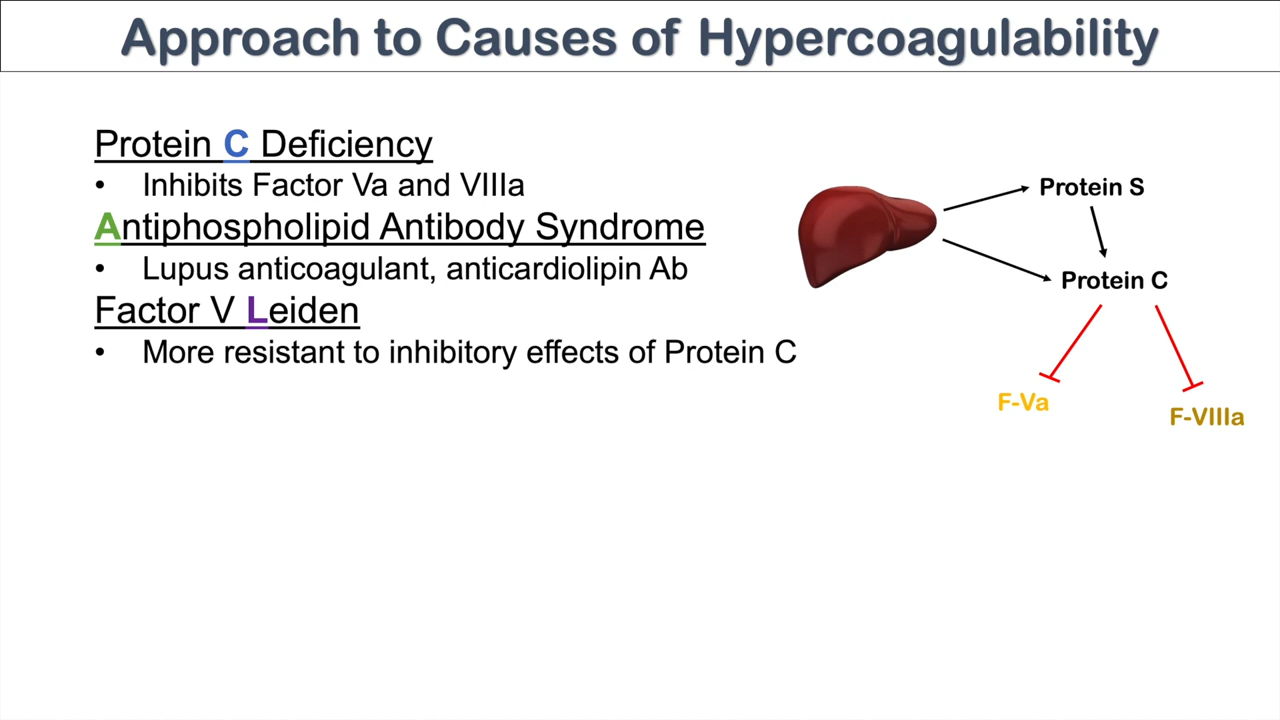 Approach to Causes of Hypercoagulability
Protein C Deficiency
• Inhibits Factor Va and VIIIa
Antiphospholipid Antibody Syndrome
• Lupus anticoagulant, anticardiolipin Ab
Factor V Leiden
• More resistant to inhibitory effects of Protein C
Protein S
Protein C
F-Va
F-VIIIa